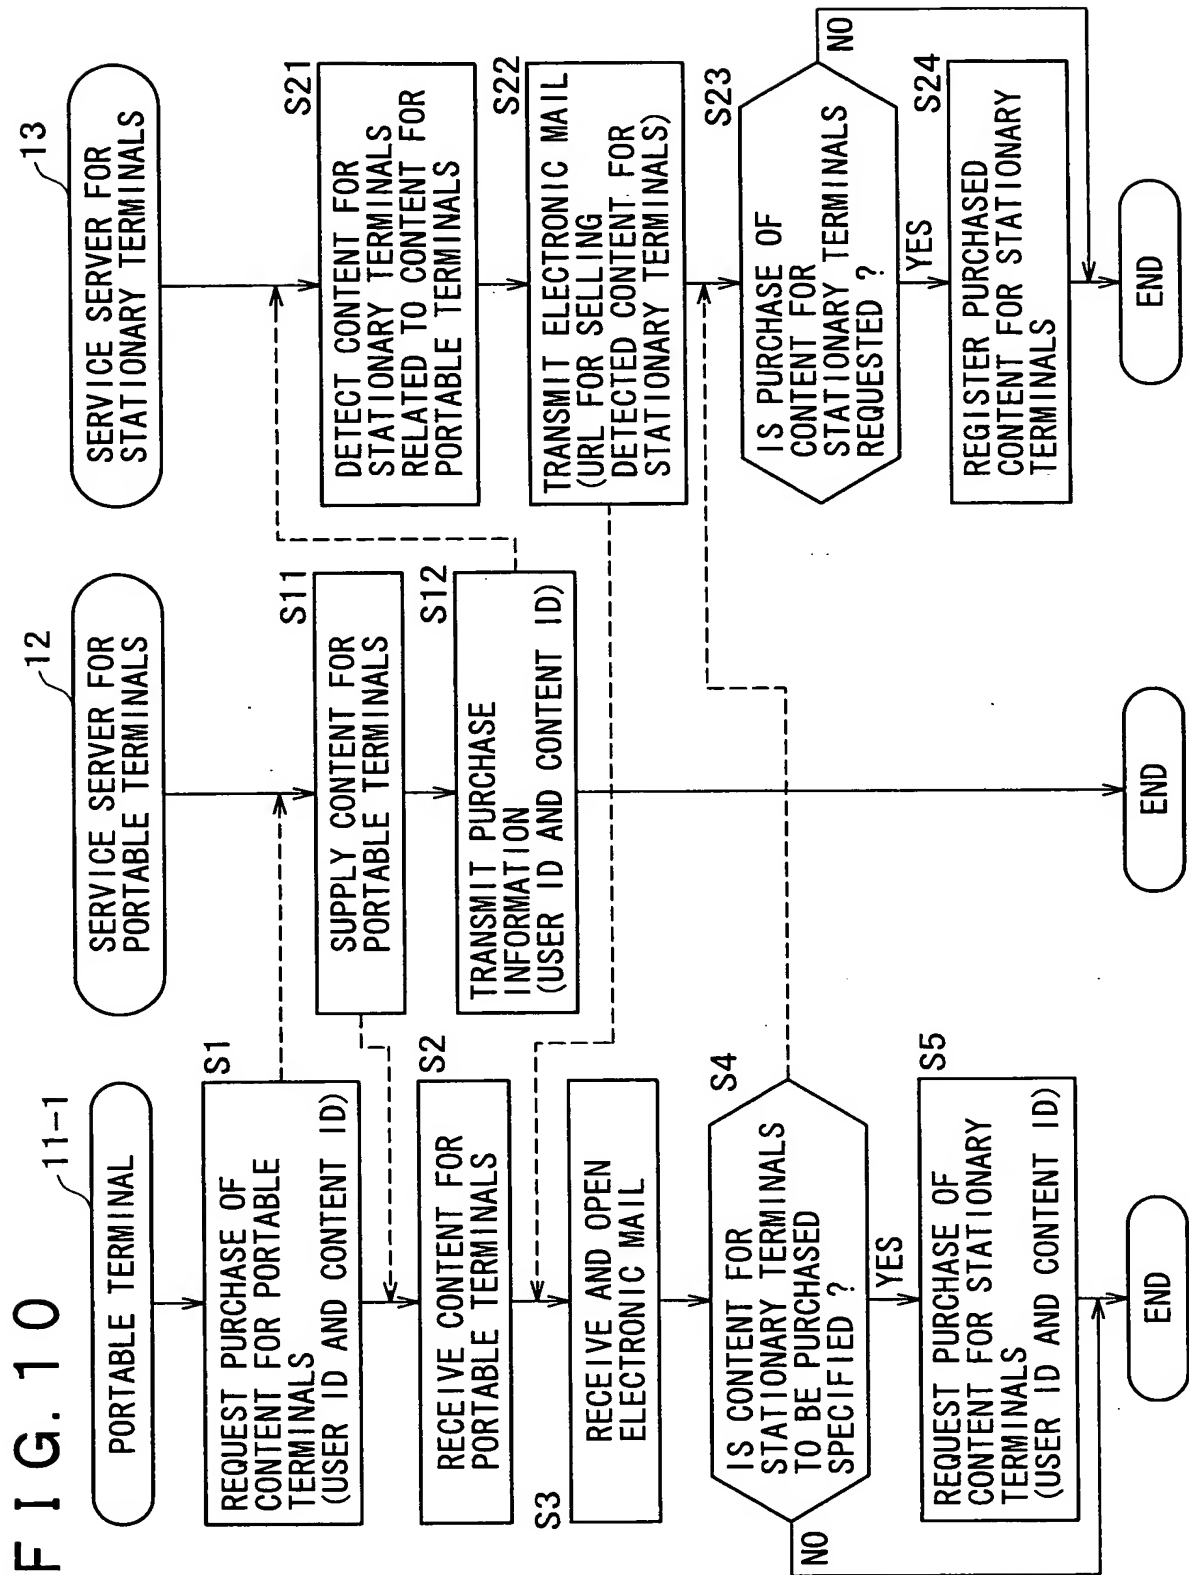 FIG.10
11-1
PORTABLE TERMINAL
S1
REQUEST PURCHASE OF
CONTENT FOR PORTABLE
TERMINALS
(USER ID AND CONTENT ID)
S2
RECEIVE CONTENT FOR
PORTABLE TERMINALS
S3
RECEIVE AND OPEN
ELECTRONIC MAIL
S4
IS CONTENT FOR
STATIONARY TERMINALS
TO BE PURCHASED
SPECIFIED ?
NO
YES
S5
REQUEST PURCHASE OF
CONTENT FOR STATIONARY
TERMINALS
(USER ID AND CONTENT ID)
END
12
SERVICE SERVER FOR
PORTABLE TERMINALS
S11
SUPPLY CONTENT FOR
PORTABLE TERMINALS
S12
TRANSMIT PURCHASE
INFORMATION
(USER ID AND CONTENT ID)
END
13
SERVICE SERVER FOR
STATIONARY TERMINALS
S21
DETECT CONTENT FOR
STATIONARY TERMINALS
RELATED TO CONTENT FOR
PORTABLE TERMINALS
S22
TRANSMIT ELECTRONIC MAIL
(URL FOR SELLING
DETECTED CONTENT FOR
STATIONARY TERMINALS)
S23
IS PURCHASE OF
CONTENT FOR
STATIONARY TERMINALS
REQUESTED ?
NO
YES
S24
REGISTER PURCHASED
CONTENT FOR STATIONARY
TERMINALS
END